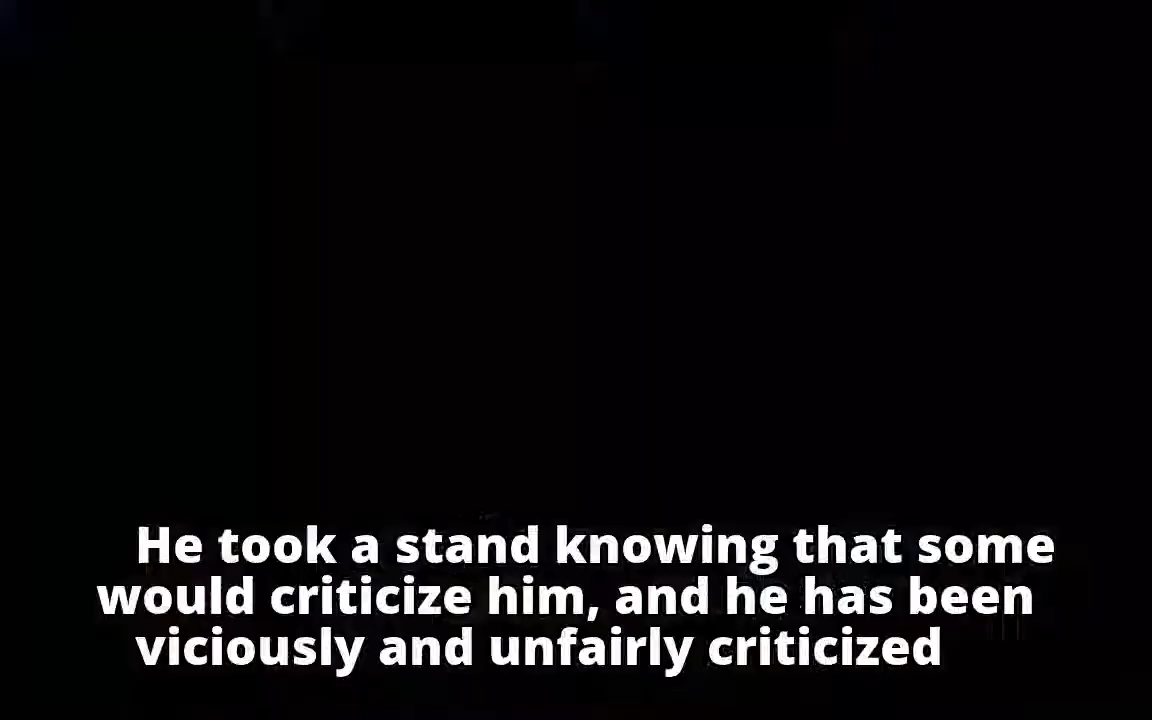 He took a stand knowing that some
would criticize him, and he has been
viciously and unfairly criticized